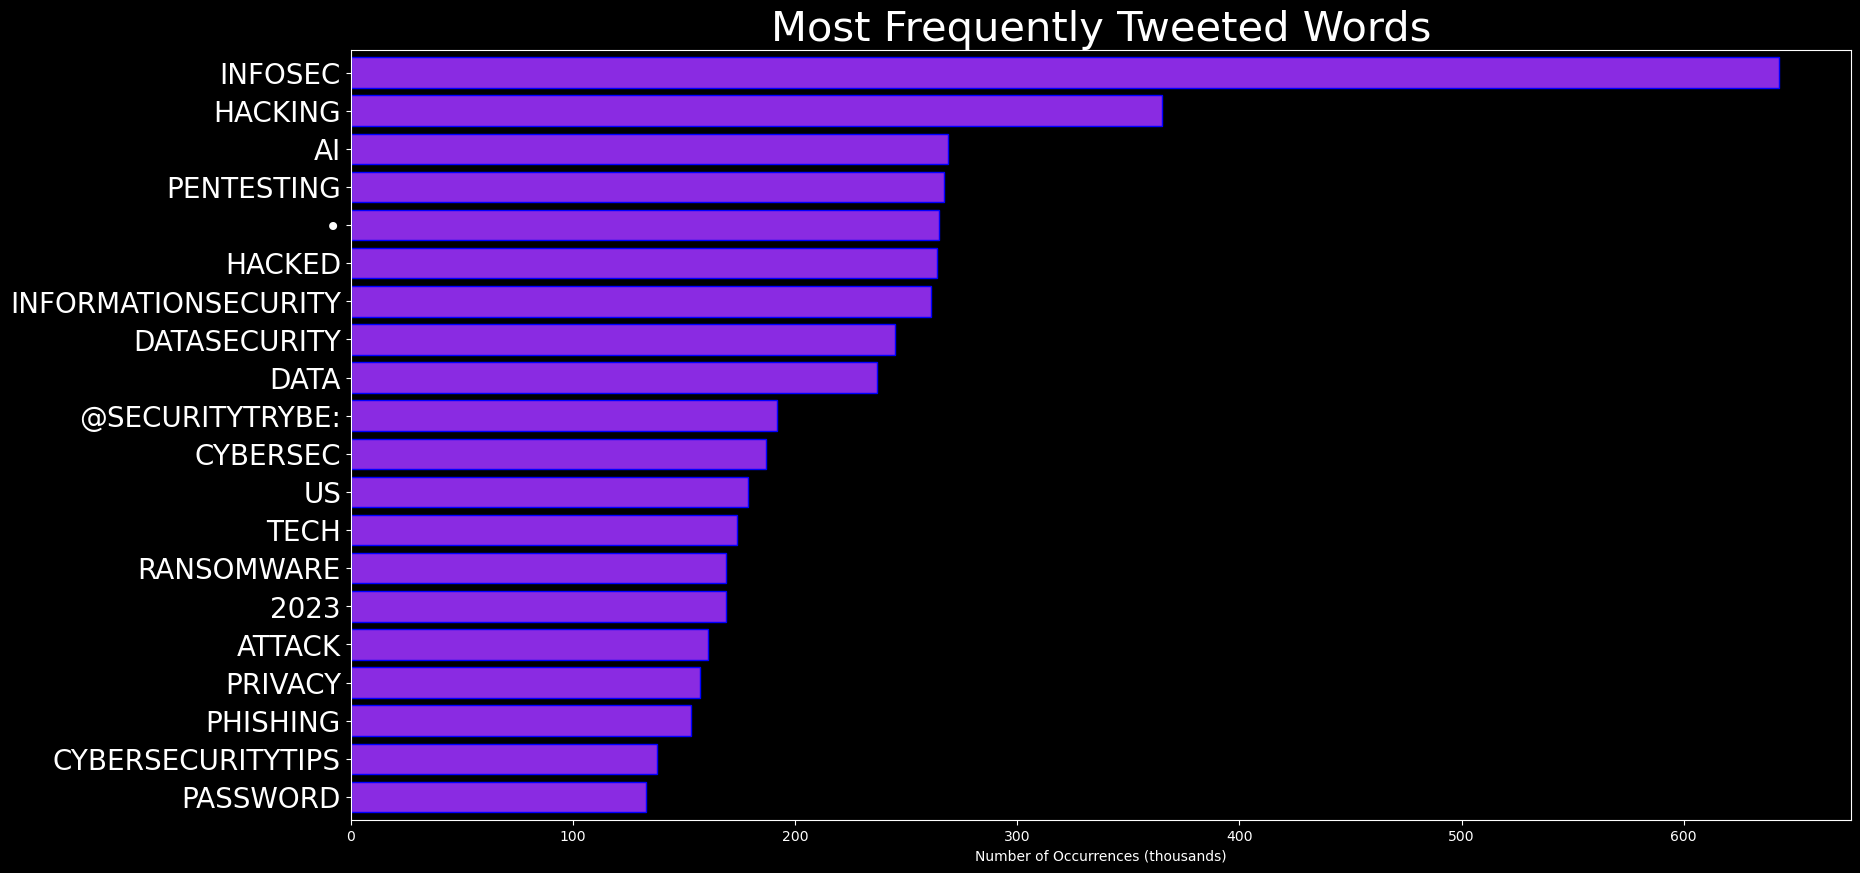 Most Frequently Tweeted Words
INFOSEC
HACKING
AI
PENTESTING
•
HACKED
INFORMATIONSECURITY
DATASECURITY
DATA
@SECURITYTRYBE:
CYBERSEC
US
TECH
RANSOMWARE
2023
ATTACK
PRIVACY
PHISHING
CYBERSECURITYTIPS
PASSWORD
0 100 200 300 400 500 600
Number of Occurrences (thousands)